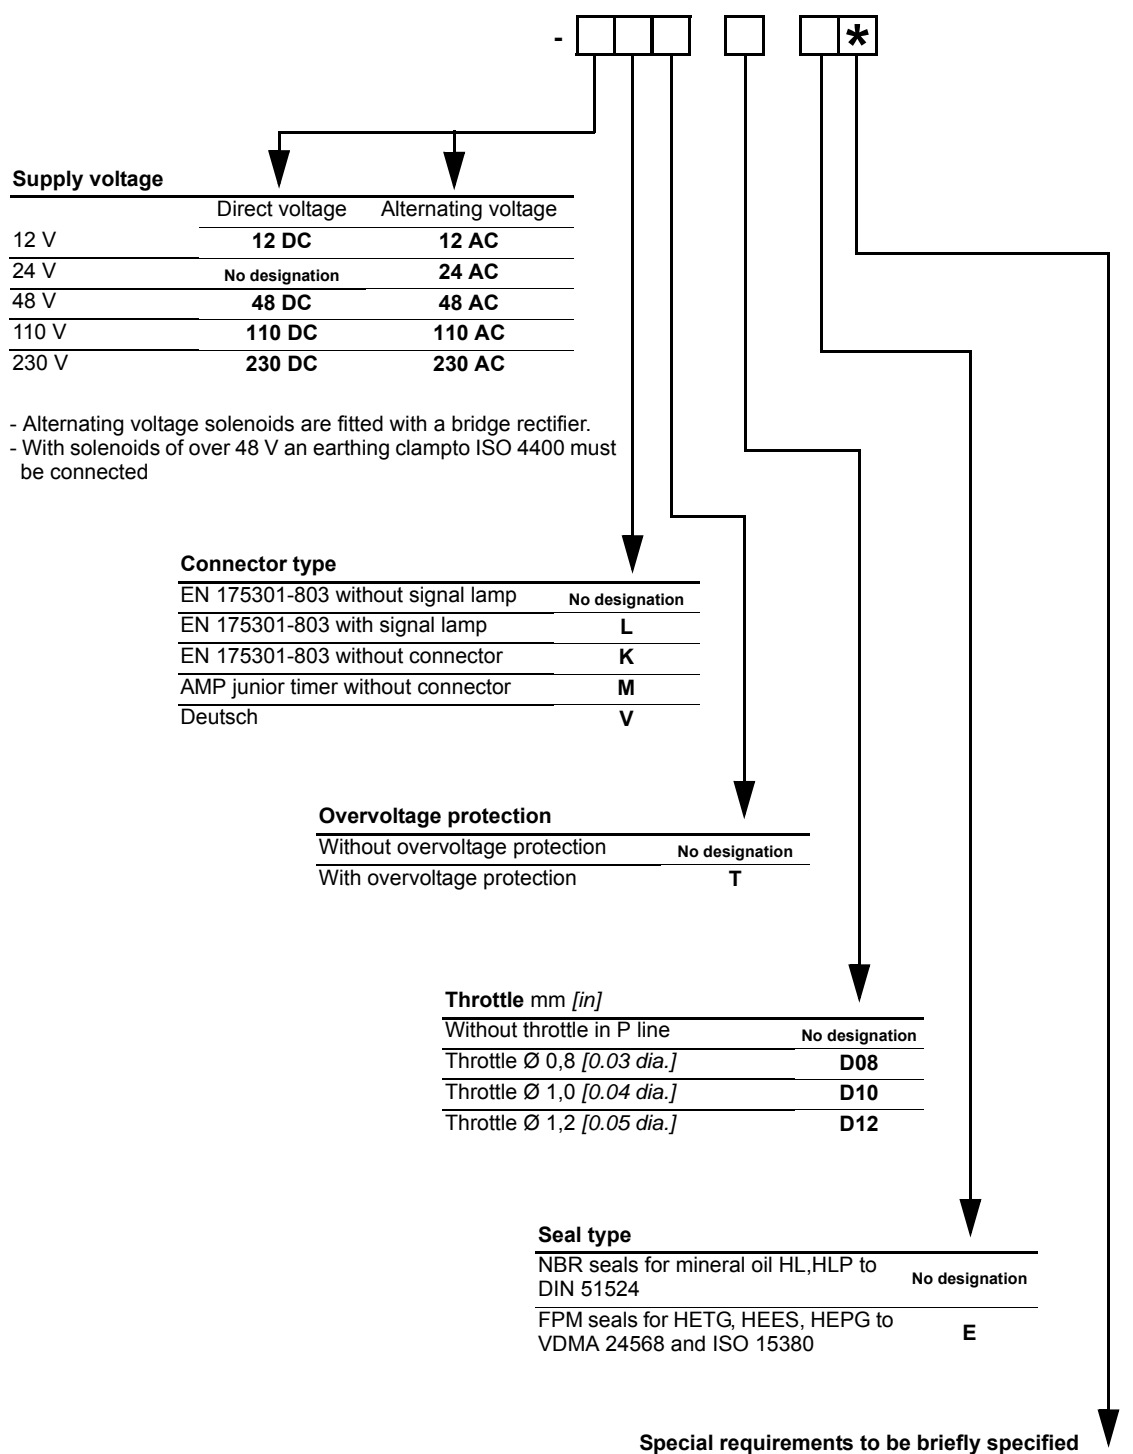 - *
Supply voltage
Direct voltage Alternating voltage
12 V 12 DC 12 AC
24 V No designation 24 AC
48 V 48 DC 48 AC
110 V 110 DC 110 AC
230 V 230 DC 230 AC
- Alternating voltage solenoids are fitted with a bridge rectifier.
- With solenoids of over 48 V an earthing clampto ISO 4400 must
be connected
Connector type
EN 175301-803 without signal lamp No designation
EN 175301-803 with signal lamp L
EN 175301-803 without connector K
AMP junior timer without connector M
Deutsch V
Overvoltage protection
Without overvoltage protection No designation
With overvoltage protection T
Throttle mm [in]
Without throttle in P line No designation
Throttle Ø 0,8 [0.03 dia.] D08
Throttle Ø 1,0 [0.04 dia.] D10
Throttle Ø 1,2 [0.05 dia.] D12
Seal type
NBR seals for mineral oil HL,HLP to
DIN 51524 No designation
FPM seals for HETG, HEES, HEPG to
VDMA 24568 and ISO 15380 E
Special requirements to be briefly specified